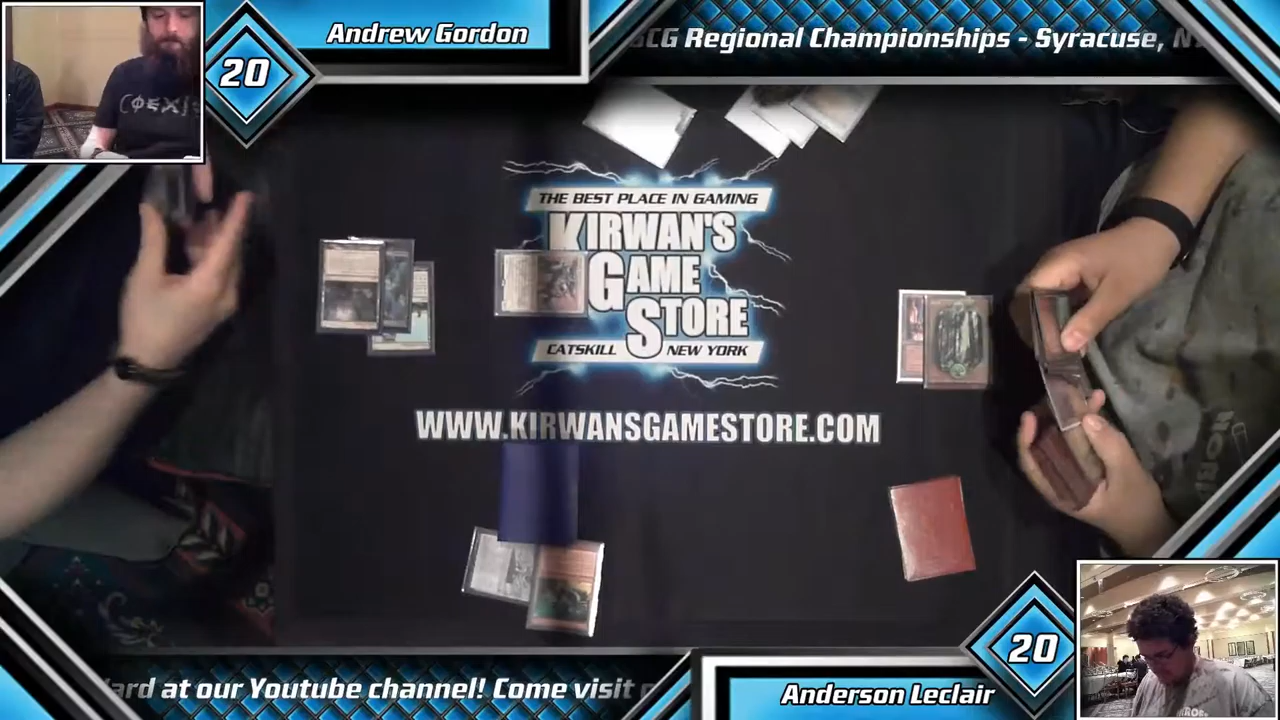 Andrew Gordon
20
SCG Regional Championships - Syracuse, N
THE BEST PLACE IN GAMING
KIRWAN'S
GAME
STORE
CATSKILL NEW YORK
WWW.KIRWANSGAMESTORE.COM
ard at our Youtube channel! Come visit
Anderson Leclair
20